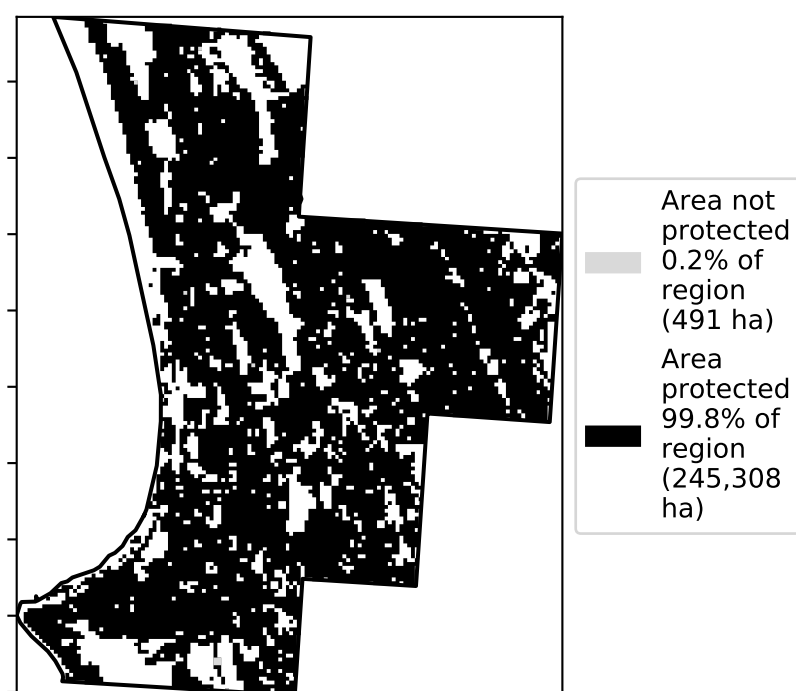 Area not
protected
0.2% of
region
(491 ha)
Area
protected
99.8% of
region
(245,308
ha)